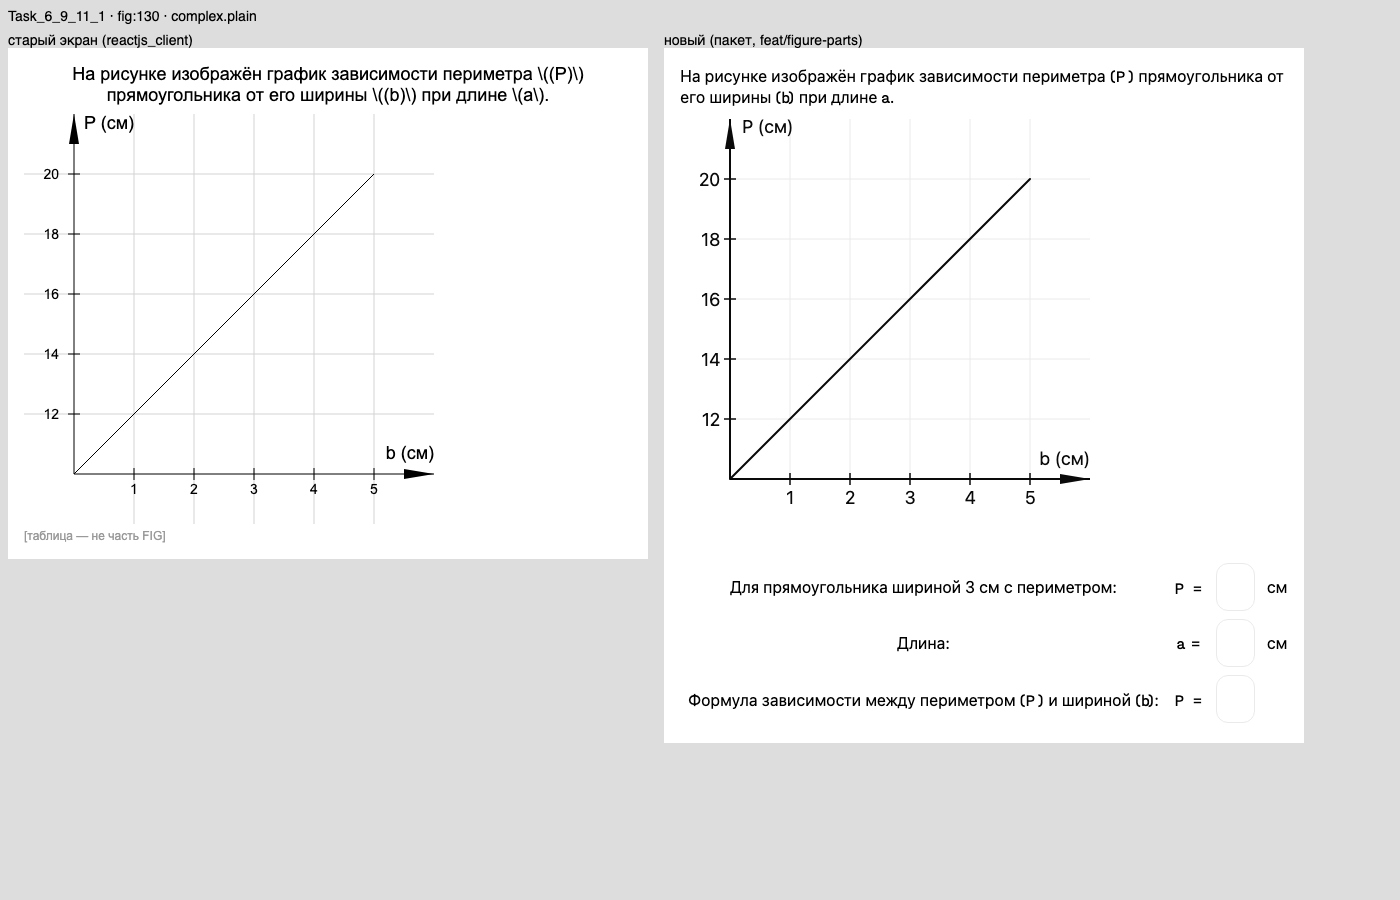 Task_6_9_11_1 · fig:130 · complex.plain
старый экран (reactjs_client)
На рисунке изображён график зависимости периметра \((P)\)
прямоугольника от его ширины \((b)\) при длине \(a\).
P (см)
20
18
16
14
12
b (см)
1 2 3 4 5
[таблица — не часть FIG]
новый (пакет, feat/figure-parts)
На рисунке изображён график зависимости периметра (P) прямоугольника от
его ширины (b) при длине a.
P (см)
20
18
16
14
12
b (см)
1 2 3 4 5
Для прямоугольника шириной 3 см с периметром: P = см
Длина: a = см
Формула зависимости между периметром (P) и шириной (b): P =